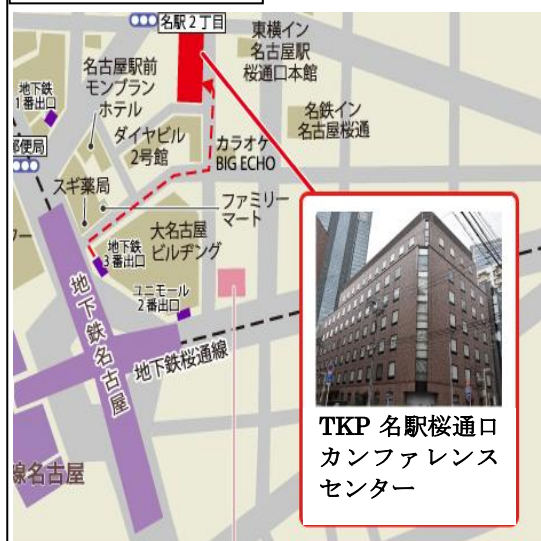 名駅2丁目
東横イン
名古屋駅
桜通口本館
名古屋駅前
モンブラン
ホテル
地下鉄
1番出口
ダイヤビル
2号館
名鉄イン
名古屋桜通
カラオケ
BIG ECHO
郵便局
スギ薬局
ファミリー
マート
大名古屋
ビルヂング
地下鉄
3番出口
ユニモール
2番出口
地下鉄名古屋
地下鉄桜通線
線名古屋
TKP 名駅桜通口
カンファレンス
センター